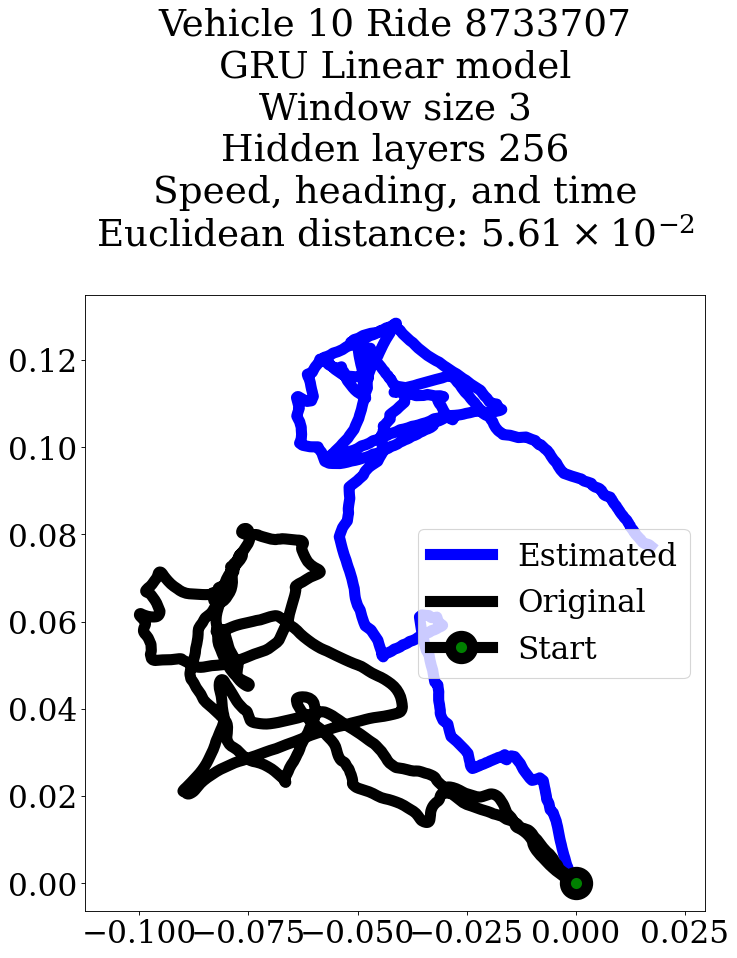 Vehicle 10 Ride 8733707
GRU Linear model
Window size 3
Hidden layers 256
Speed, heading, and time
Euclidean distance: 5.61 × 10⁻²
0.12
0.10
0.08
0.06
0.04
0.02
0.00
Estimated
Original
Start
−0.100 −0.075 −0.050 −0.025 0.000 0.025